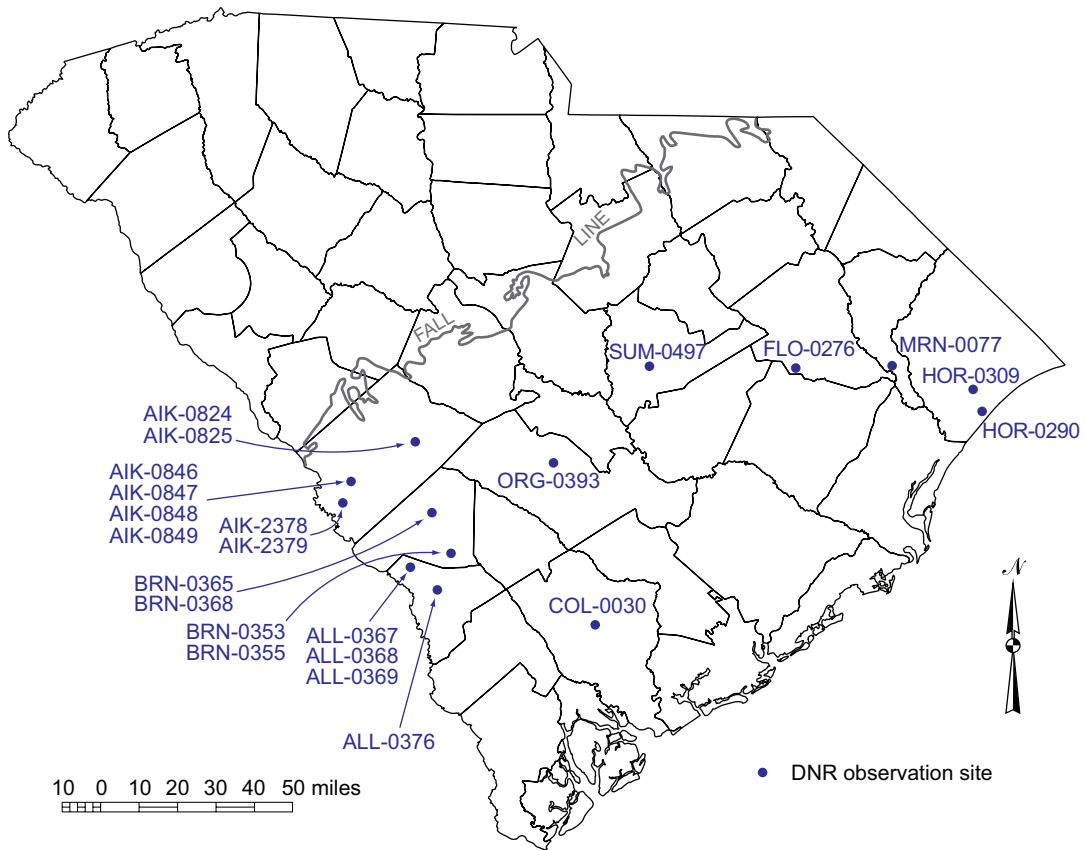 LINE
FALL
SUM-0497
FLO-0276
MRN-0077
HOR-0309
HOR-0290
AIK-0824
AIK-0825
AIK-0846
AIK-0847
AIK-0848
AIK-0849
AIK-2378
AIK-2379
ORG-0393
BRN-0365
BRN-0368
BRN-0353
BRN-0355
ALL-0367
ALL-0368
ALL-0369
COL-0030
ALL-0376
N
10 0 10 20 30 40 50 miles
DNR observation site